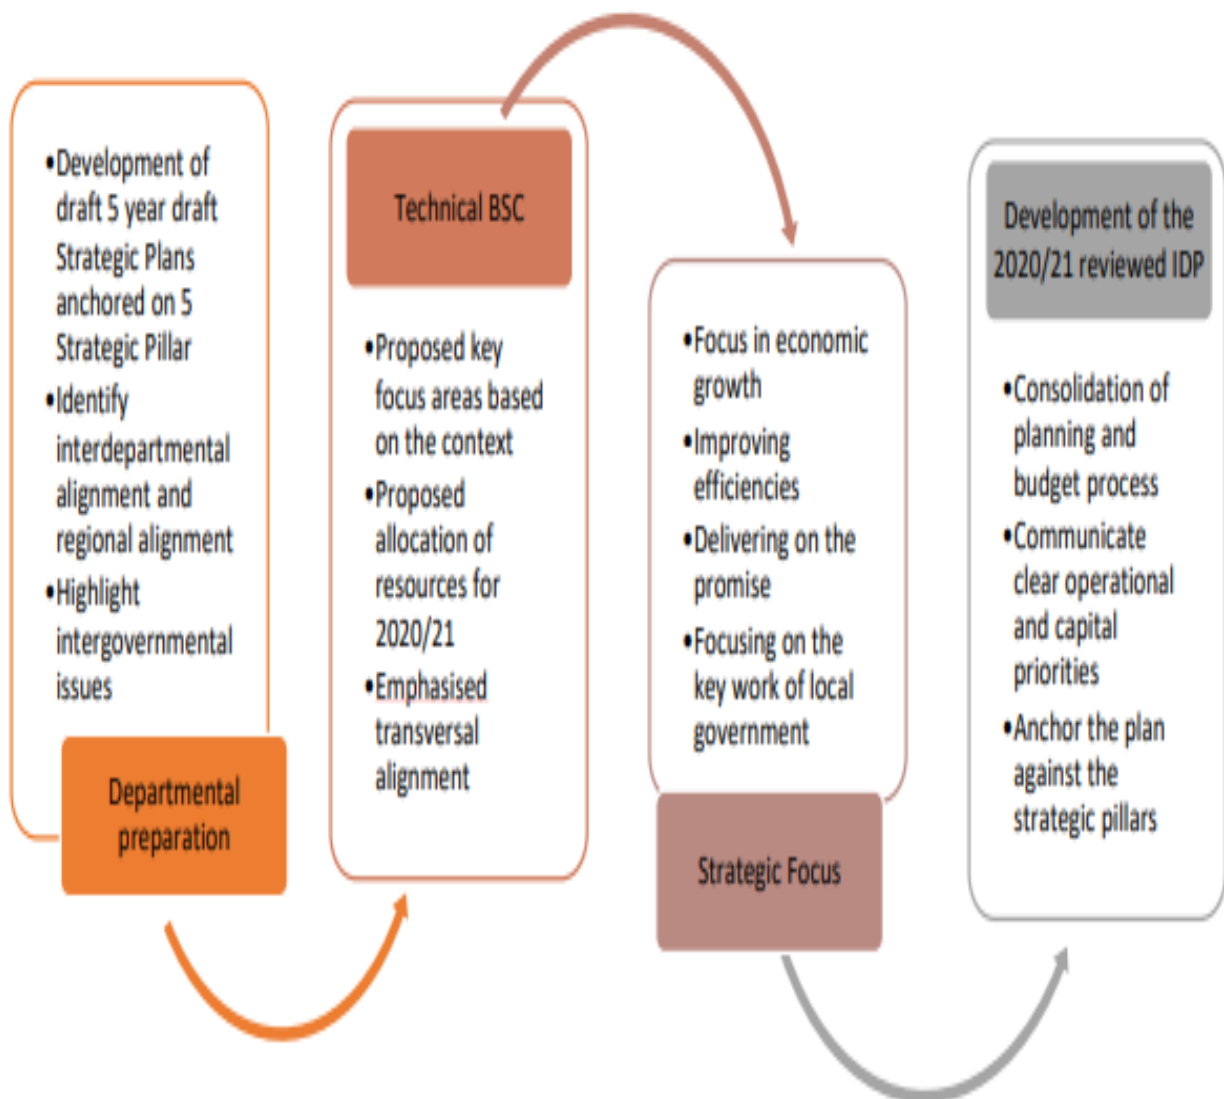 •Development of
draft 5 year draft
Strategic Plans
anchored on 5
Strategic Pillar
•Identify
interdepartmental
alignment and
regional alignment
•Highlight
intergovernmental
issues
Departmental
preparation
Technical BSC
•Proposed key
focus areas based
on the context
•Proposed
allocation of
resources for
2020/21
•Emphasised
transversal
alignment
•Focus in economic
growth
•Improving
efficiencies
•Delivering on the
promise
•Focusing on the
key work of local
government
Strategic Focus
Development of the
2020/21 reviewed IDP
•Consolidation of
planning and
budget process
•Communicate
clear operational
and capital
priorities
•Anchor the plan
against the
strategic pillars